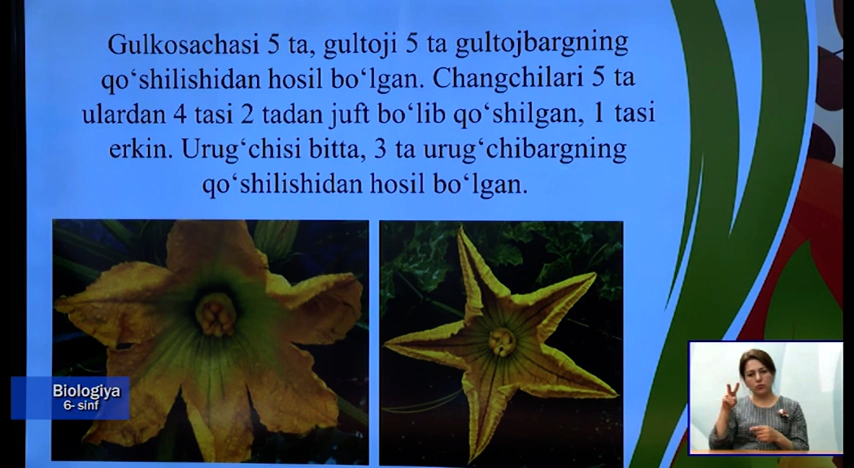 Gulkosachasi 5 ta, gultoji 5 ta gultojbargning
qo‘shilishidan hosil bo‘lgan. Changchilari 5 ta
ulardan 4 tasi 2 tadan juft bo‘lib qo‘shilgan, 1 tasi
erkin. Urug‘chisi bitta, 3 ta urug‘chibargning
qo‘shilishidan hosil bo‘lgan.
Biologiya
6- sinf